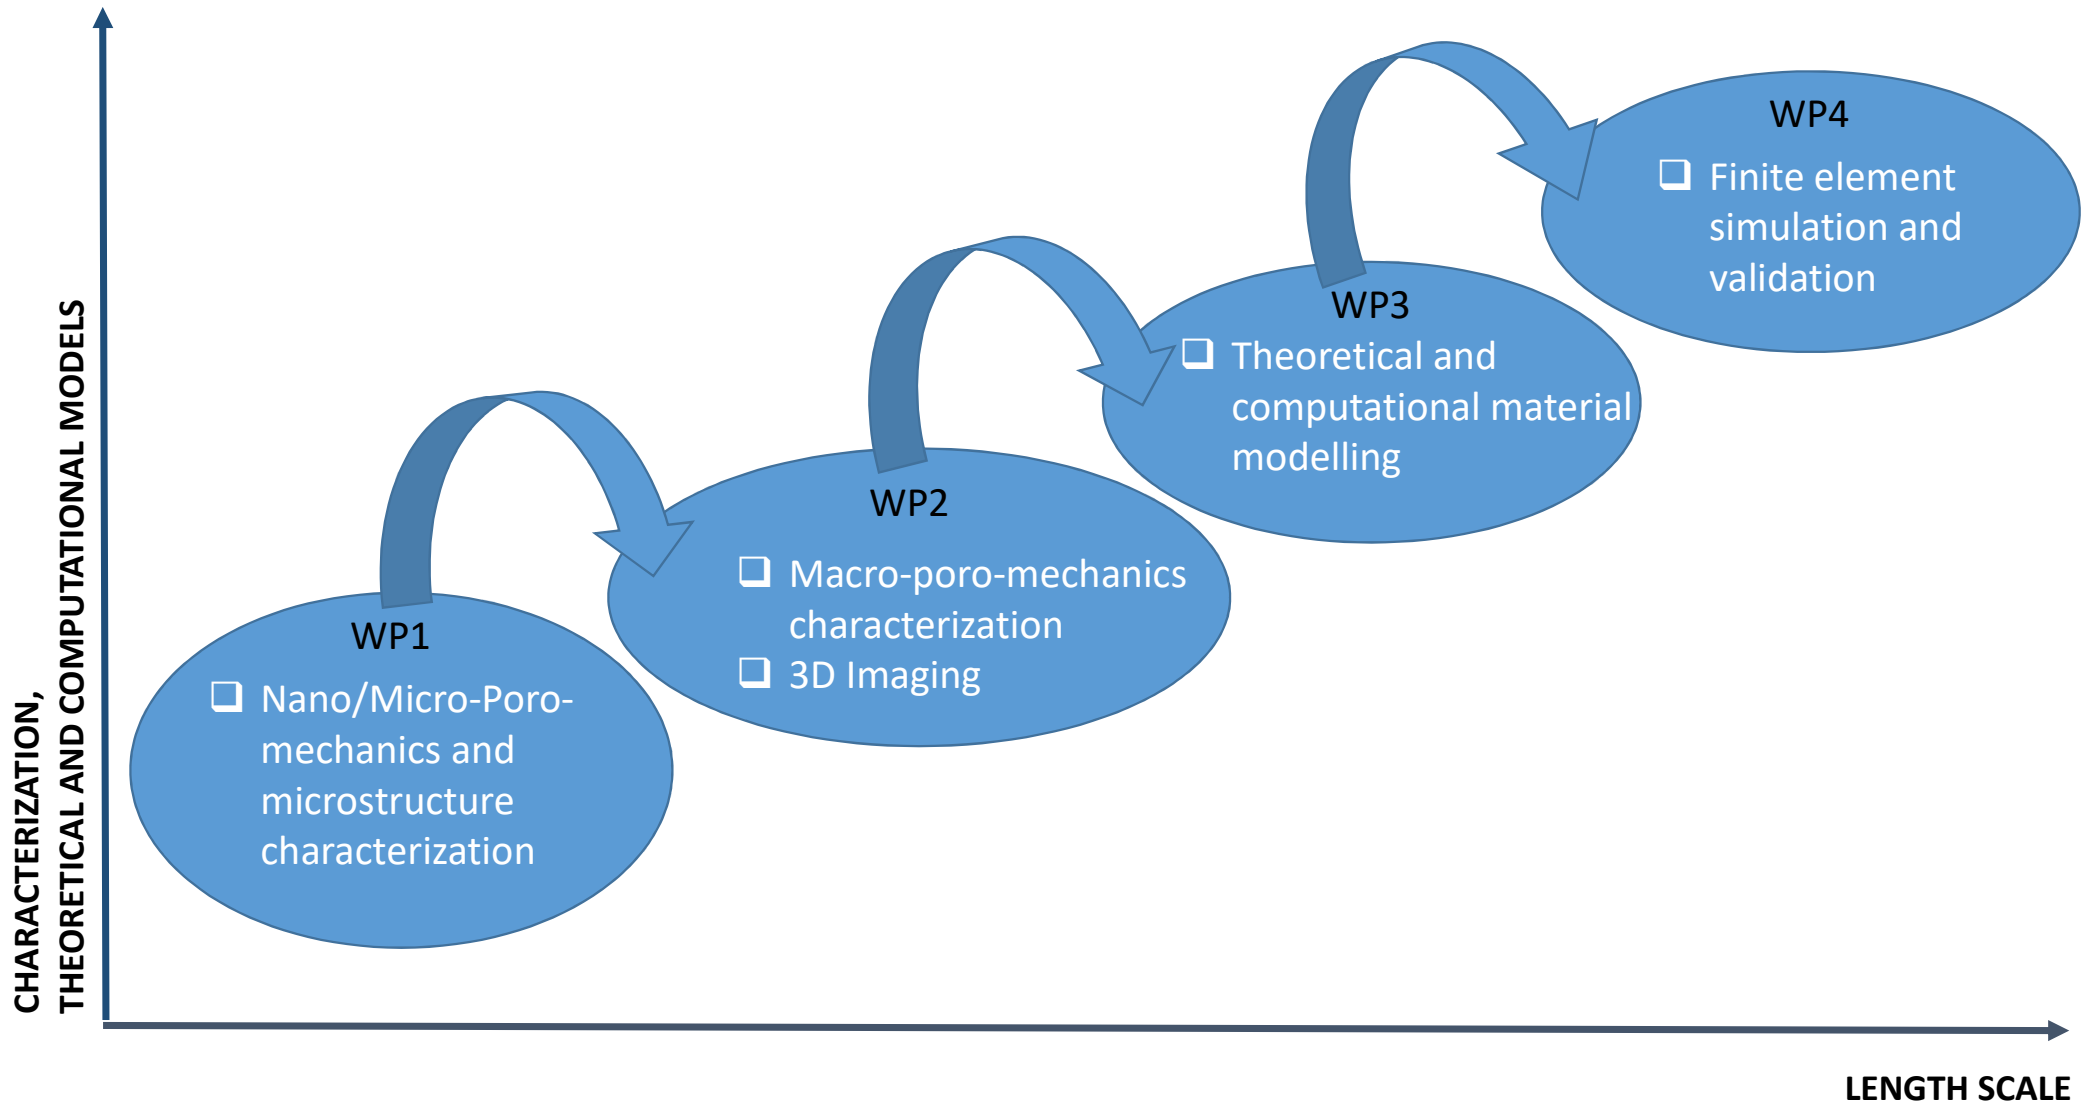 CHARACTERIZATION,
THEORETICAL AND COMPUTATIONAL MODELS
WP1
Nano/Micro-Poro-
mechanics and
microstructure
characterization
WP2
Macro-poro-mechanics
characterization
3D Imaging
WP3
Theoretical and
computational material
modelling
WP4
Finite element
simulation and
validation
LENGTH SCALE